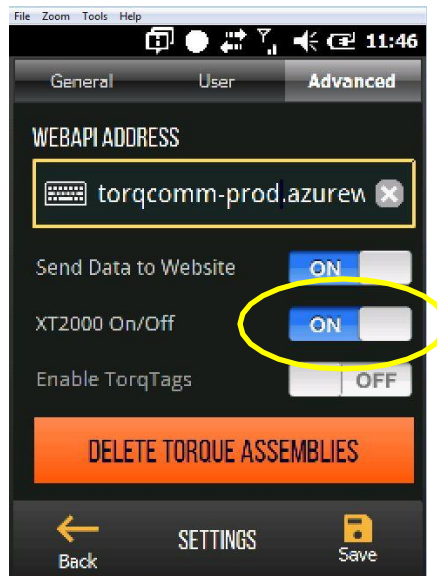 File Zoom Tools Help
11:46
General User Advanced
WEBAPI ADDRESS
torqcomm-prod.azurew
Send Data to Website ON
XT2000 On/Off ON
Enable TorqTags OFF
DELETE TORQUE ASSEMBLIES
Back SETTINGS Save